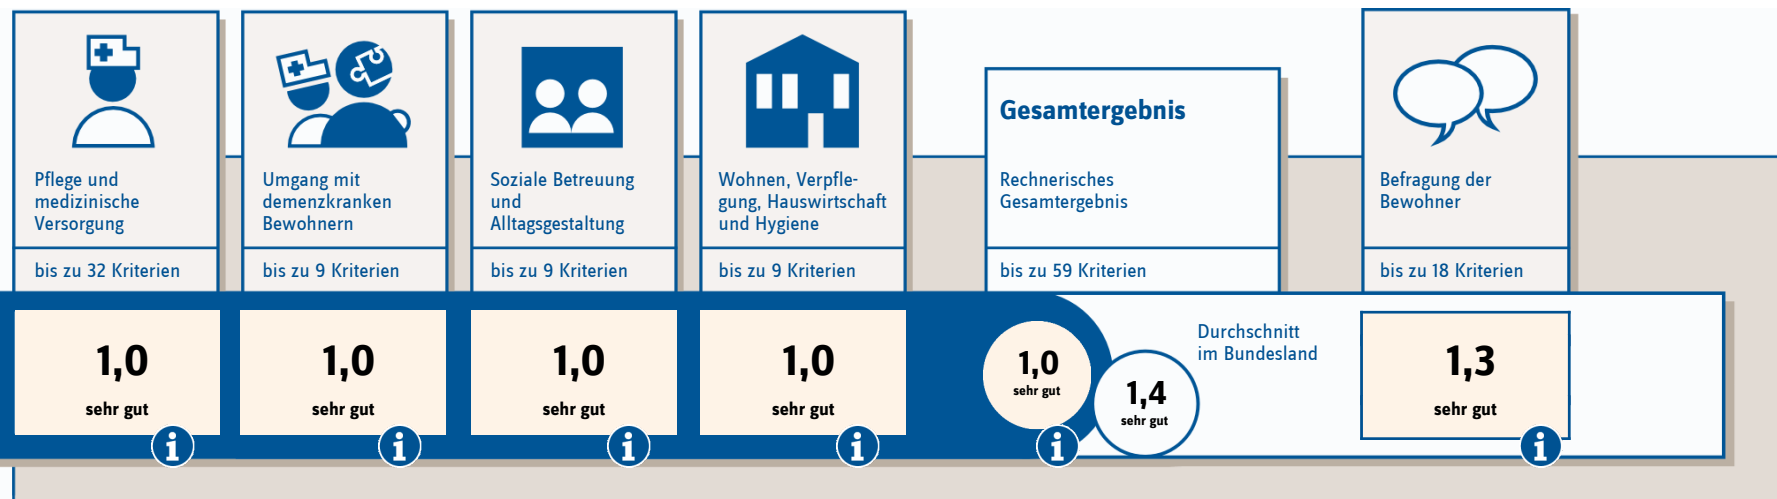 Pflege und
medizinische
Versorgung
bis zu 32 Kriterien
1,0
sehr gut
Umgang mit
demenzkranken
Bewohnern
bis zu 9 Kriterien
1,0
sehr gut
Soziale Betreuung
und
Alltagsgestaltung
bis zu 9 Kriterien
1,0
sehr gut
Wohnen, Verpfle-
gung, Hauswirtschaft
und Hygiene
bis zu 9 Kriterien
1,0
sehr gut
Gesamtergebnis
Rechnerisches
Gesamtergebnis
bis zu 59 Kriterien
1,0
sehr gut
1,4
sehr gut
Durchschnitt
im Bundesland
Befragung der
Bewohner
bis zu 18 Kriterien
1,3
sehr gut